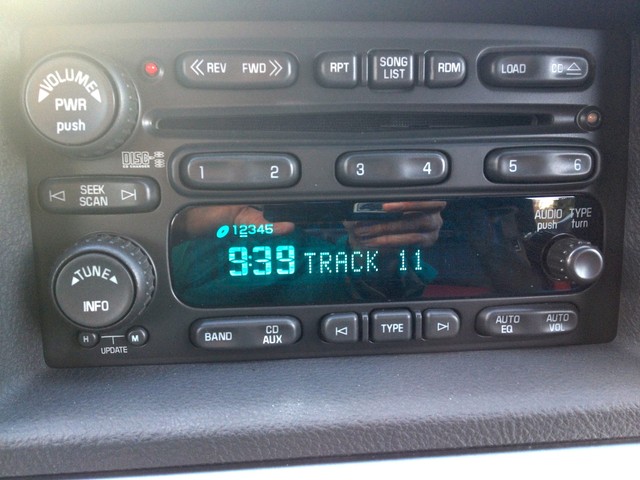 VOLUME
PWR
push
REV FWD
RPT
SONG
LIST
RDM
LOAD CD
DISC
1 2
3 4
5 6
SEEK
SCAN
AUDIO TYPE
push turn
12345
9:39 TRACK 11
TUNE
INFO
H M
UPDATE
BAND
CD
AUX
TYPE
AUTO
EQ
AUTO
VOL